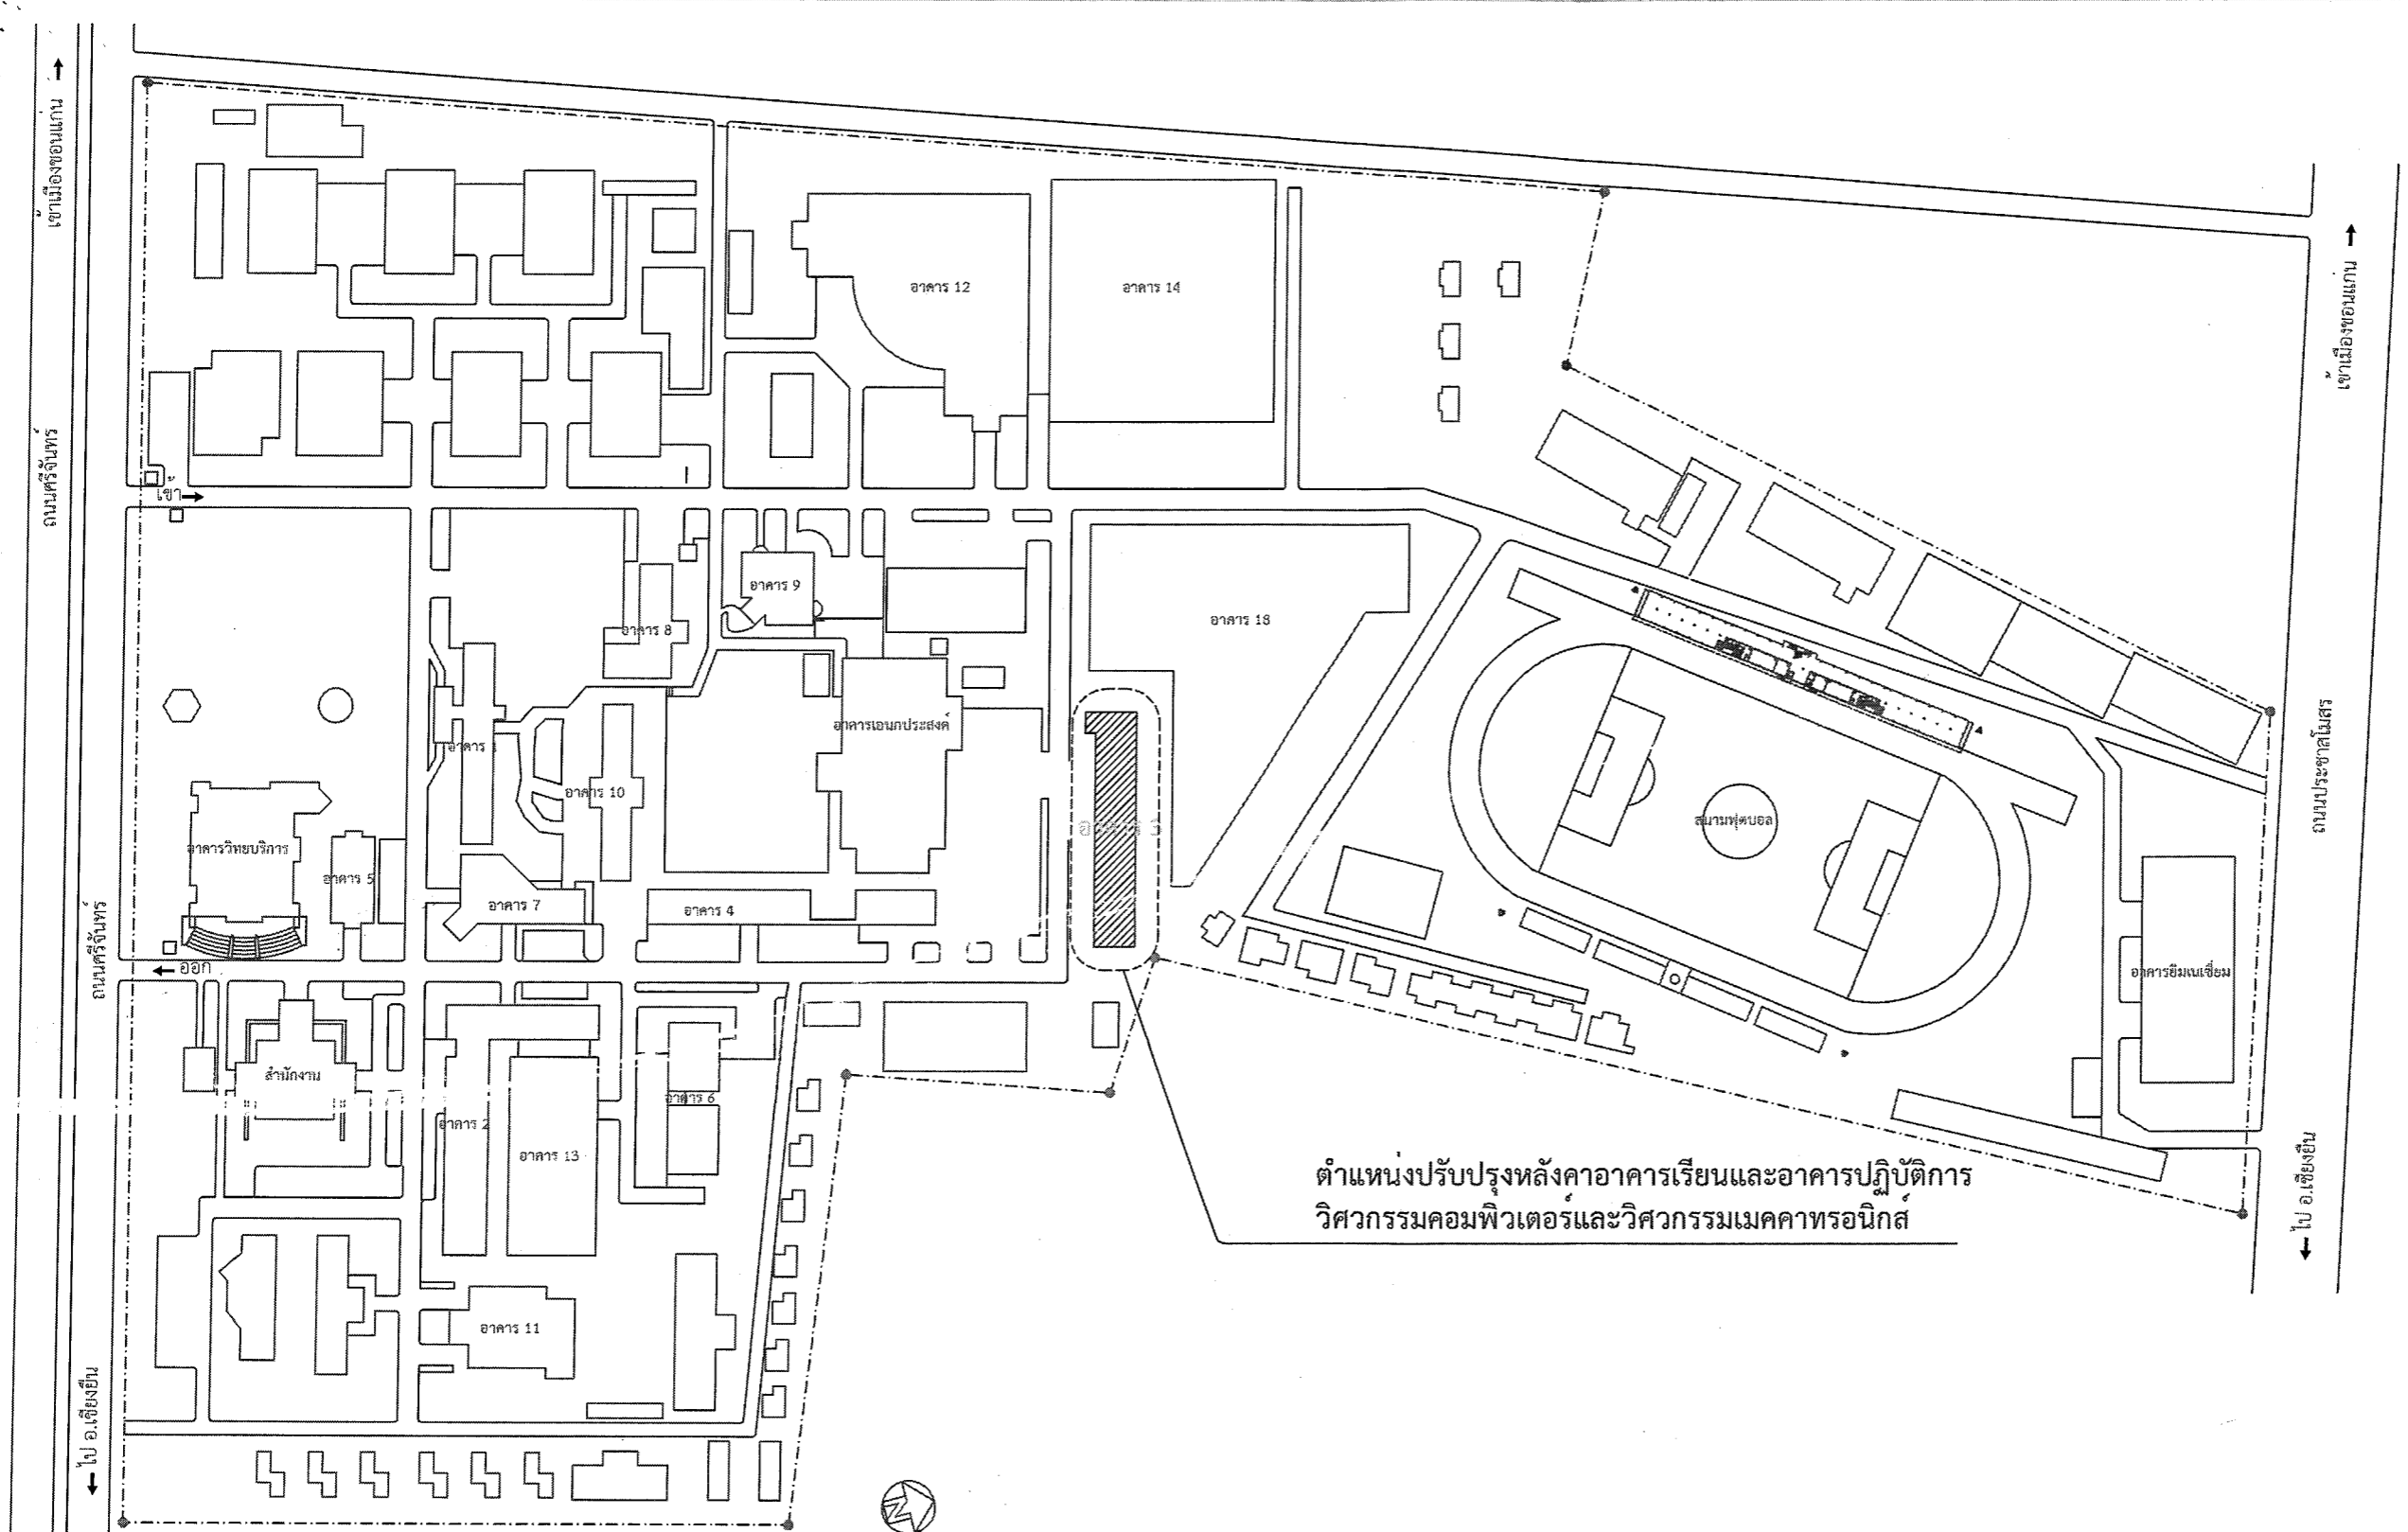 เข้าเมืองขอนแก่น
ถนนศรีจันทร์
เข้า
อาคาร 12
อาคาร 14
เข้าเมืองขอนแก่น
อาคาร 9
อาคาร 8
อาคาร 18
อาคาร 1
อาคารเอนกประสงค์
อาคาร 10
อาคาร 3
สนามฟุตบอล
ถนนประชาสโมสร
อาคารวิทยบริการ
อาคาร 5
อาคาร 7
อาคาร 4
ถนนศรีจันทร์
ออก
อาคารยิมเนเซี่ยม
สำนักงาน
อาคาร 6
อาคาร 2
อาคาร 13
ตำแหน่งปรับปรุงหลังคาอาคารเรียนและอาคารปฏิบัติการ
วิศวกรรมคอมพิวเตอร์และวิศวกรรมเมคคาทรอนิกส์
ไป อ.เชียงยืน
อาคาร 11
ไป อ.เชียงยืน
N